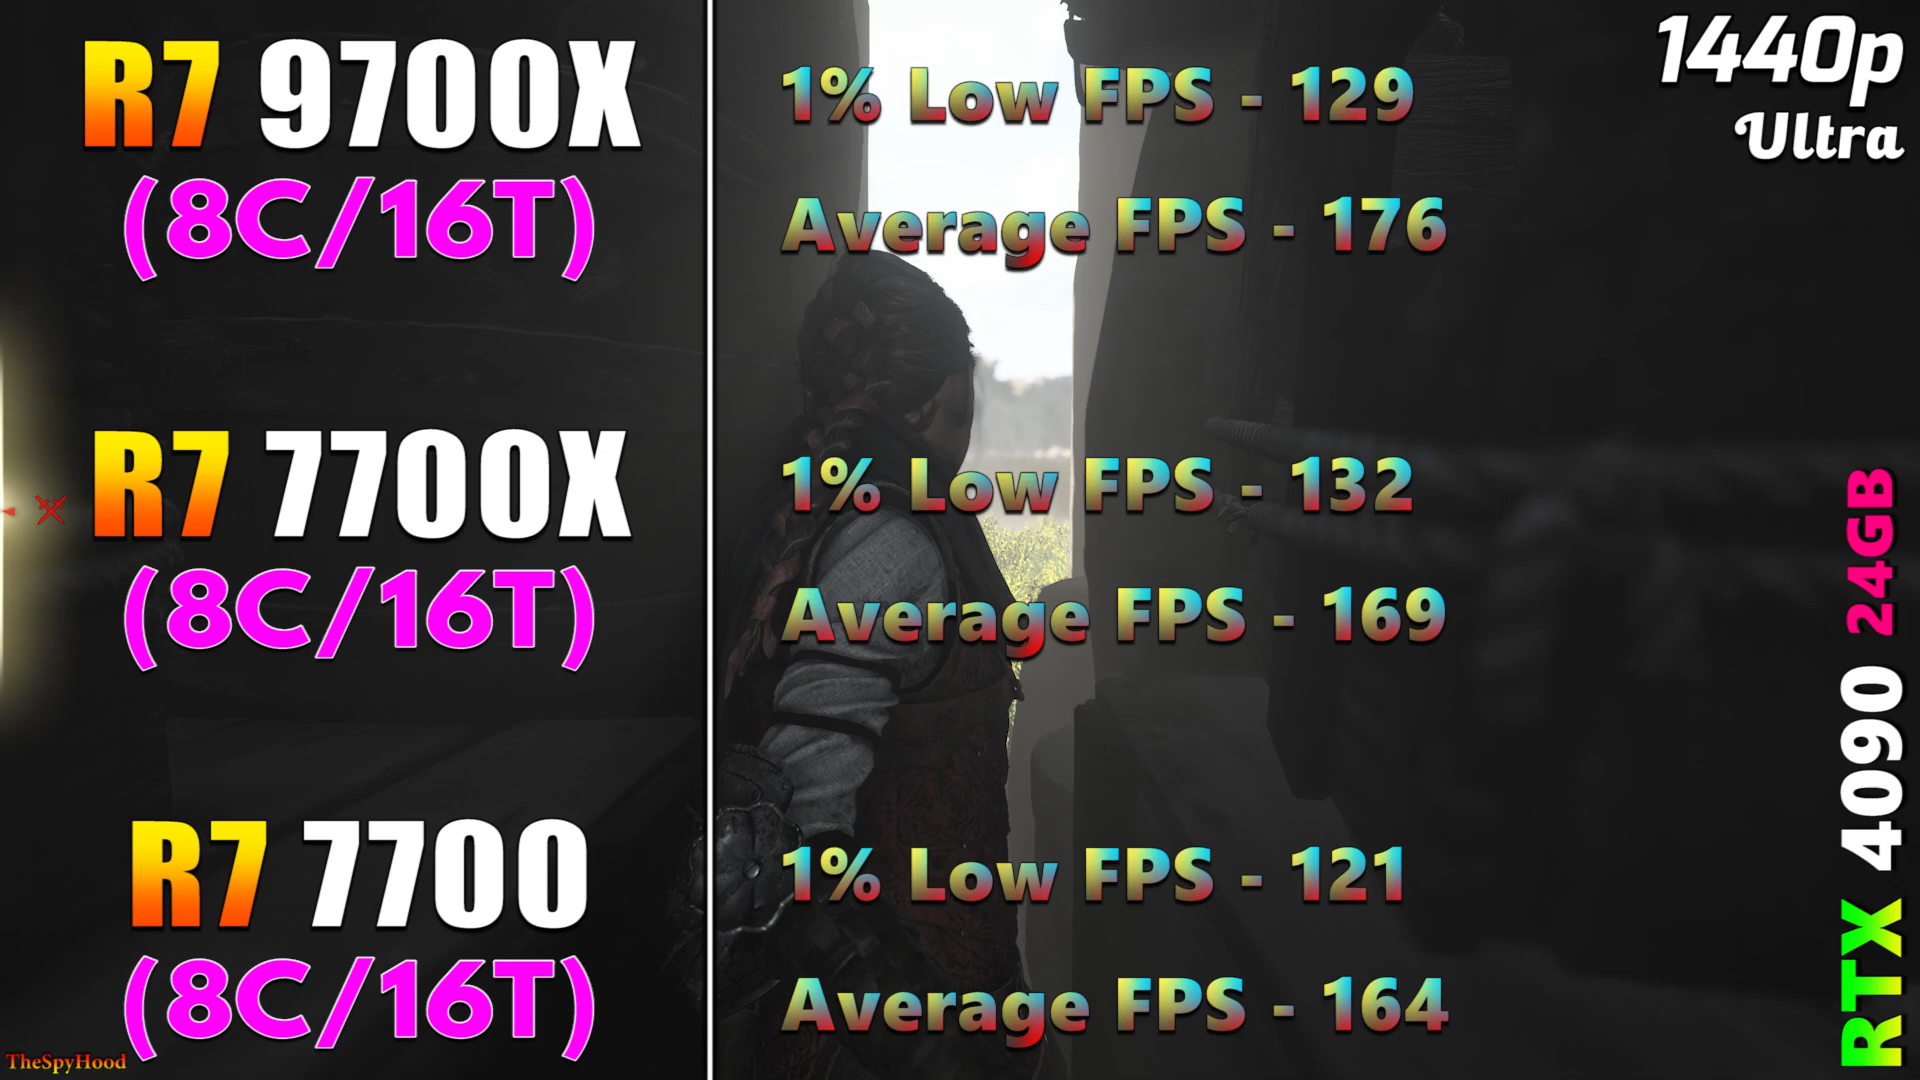 R7 9700X
(8C/16T)
1% Low FPS - 129
Average FPS - 176
1440p
Ultra
R7 7700X
(8C/16T)
1% Low FPS - 132
Average FPS - 169
R7 7700
(8C/16T)
1% Low FPS - 121
Average FPS - 164
RTX 4090 24GB
TheSpyHood